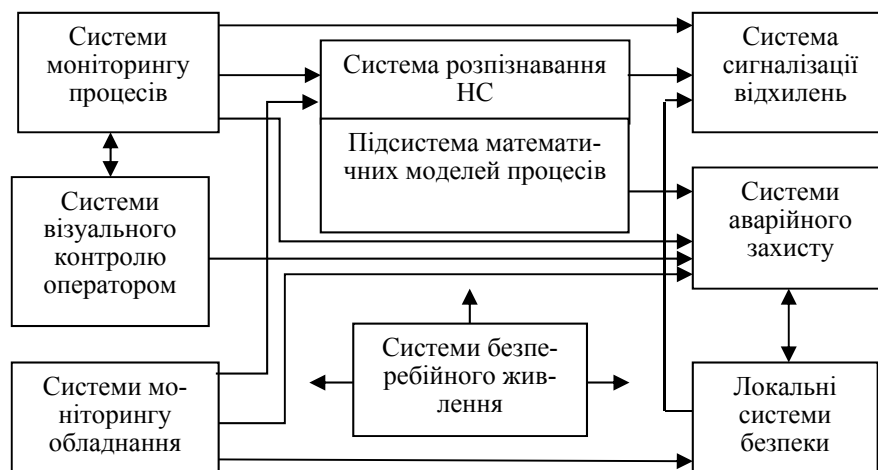 Системи
моніторингу
процесів
Система розпізнавання
НС
Система
сигналізації
відхилень
Підсистема математи-
чних моделей процесів
Системи
візуального
контролю
оператором
Системи
аварійного
захисту
Системи безпе-
ребійного жив-
лення
Системи мо-
ніторингу
обладнання
Локальні
системи
безпеки